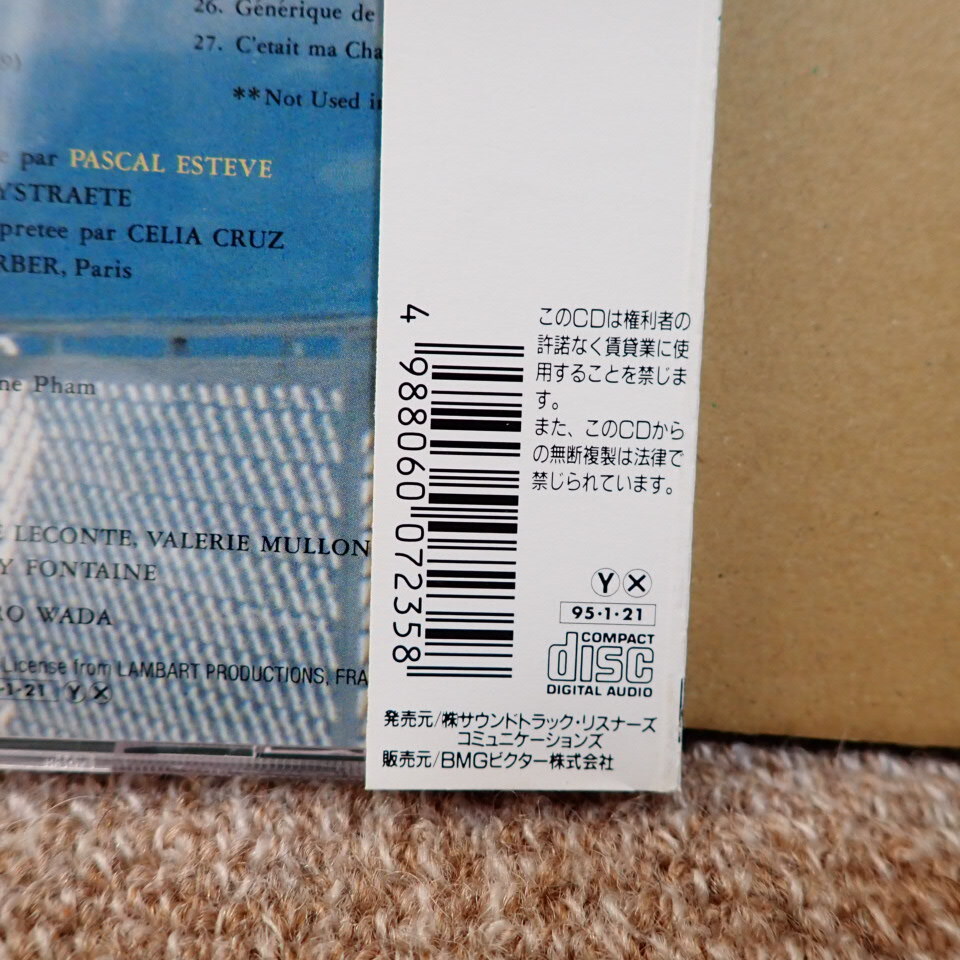 26. Générique de
27. C'etait ma Cha
**Not Used i
9)
e par PASCAL ESTEVE
YSTRAETE
pretee par CELIA CRUZ
RBER, Paris
ne Pham
LECONTE, VALERIE MULLON
Y FONTAINE
RO WADA
License from LAMBART PRODUCTIONS, FRA
·1·21 Y X
4 988060 072358
このCDは権利者の
許諾なく賃貸業に使
用することを禁じま
す。
また、このCDから
の無断複製は法律で
禁じられています。
Y X
95·1·21
COMPACT
disc
DIGITAL AUDIO
発売元/㈱サウンドトラック・リスナーズ
コミュニケーションズ
販売元/BMGビクター株式会社